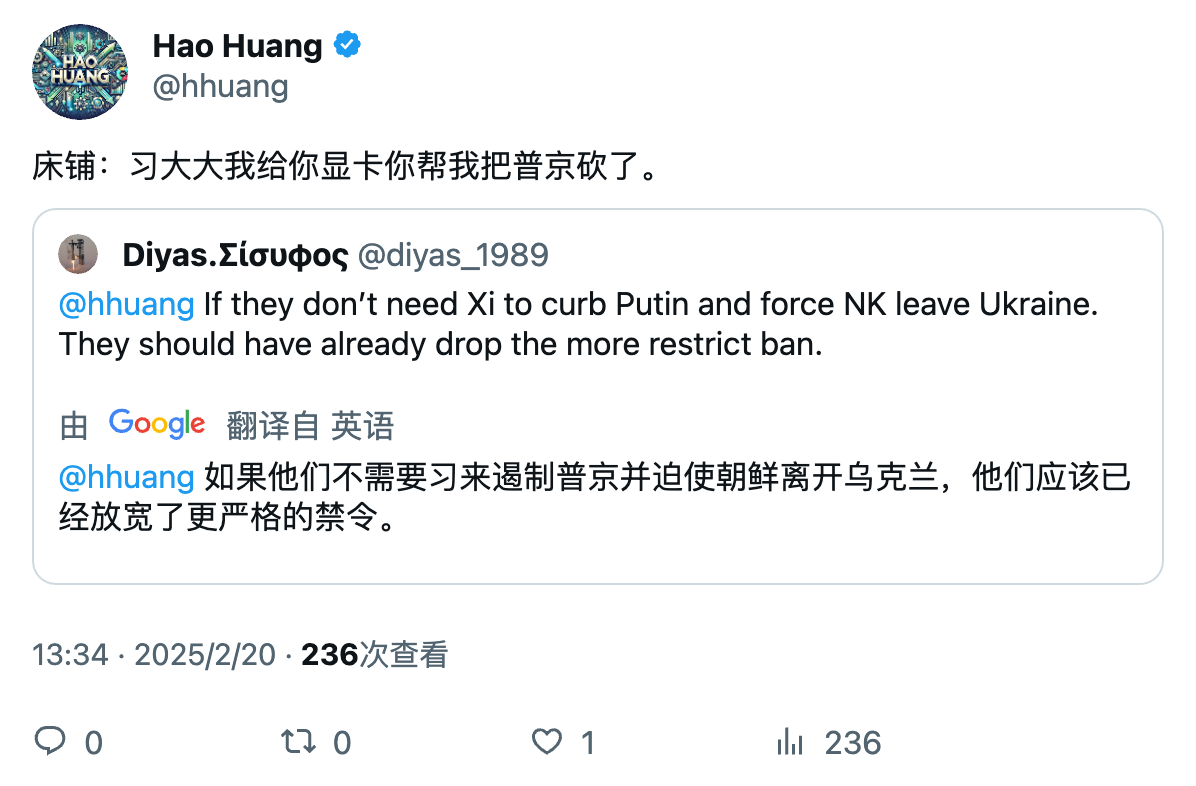 Hao Huang
@hhuang
HAO
HUANG
床铺：习大大我给你显卡你帮我把普京砍了。
Diyas.Σίσυφος @diyas_1989
@hhuang If they don’t need Xi to curb Putin and force NK leave Ukraine.
They should have already drop the more restrict ban.
由 Google 翻译自 英语
@hhuang 如果他们不需要习来遏制普京并迫使朝鲜离开乌克兰，他们应该已
经放宽了更严格的禁令。
13:34 · 2025/2/20 · 236次查看
0 0 1 236